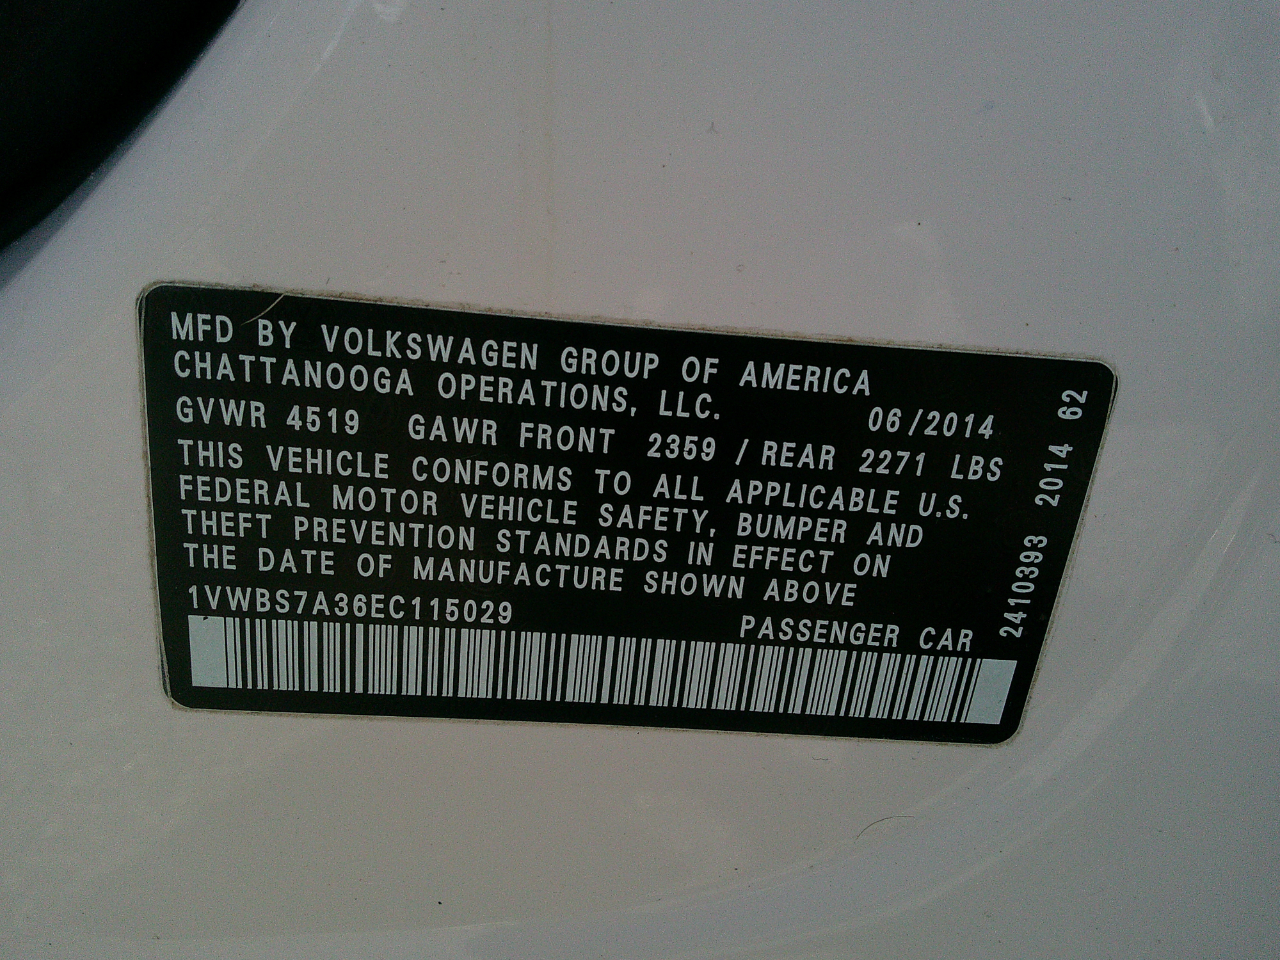 MFD BY VOLKSWAGEN GROUP OF AMERICA
CHATTANOOGA OPERATIONS, LLC.
06/2014
GVWR 4519 GAWR FRONT 2359 / REAR 2271 LBS
THIS VEHICLE CONFORMS TO ALL APPLICABLE U.S.
FEDERAL MOTOR VEHICLE SAFETY, BUMPER AND
THEFT PREVENTION STANDARDS IN EFFECT ON
THE DATE OF MANUFACTURE SHOWN ABOVE
1VWBS7A36EC115029
PASSENGER CAR
2410393 2014 62